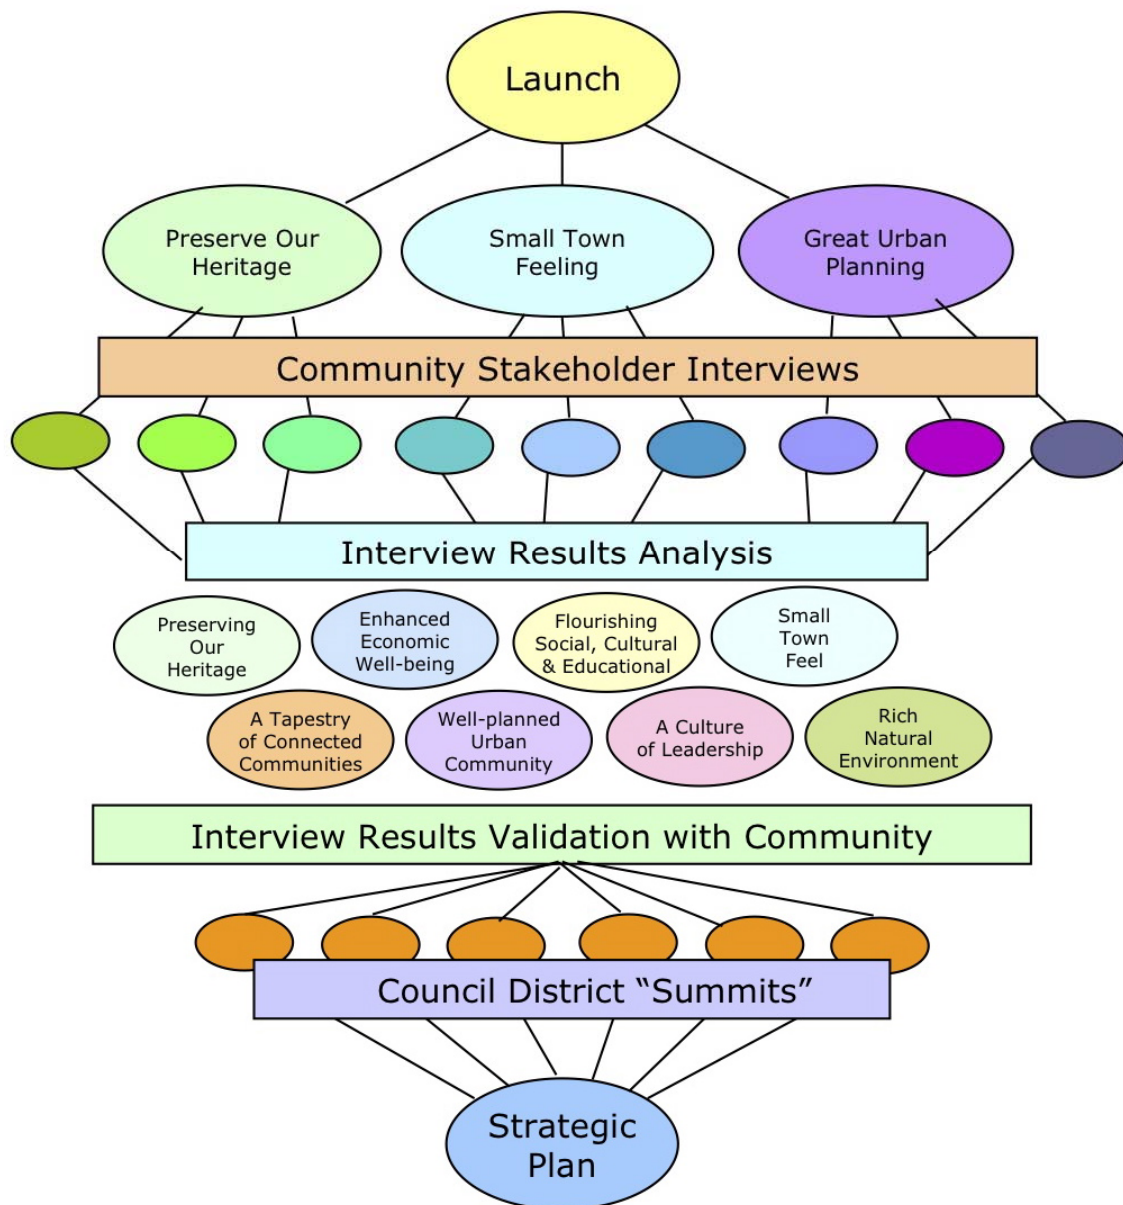 Launch
Preserve Our
Heritage
Small Town
Feeling
Great Urban
Planning
Community Stakeholder Interviews
Interview Results Analysis
Preserving
Our
Heritage
Enhanced
Economic
Well-being
Flourishing
Social, Cultural
& Educational
Small
Town
Feel
A Tapestry
of Connected
Communities
Well-planned
Urban
Community
A Culture
of Leadership
Rich
Natural
Environment
Interview Results Validation with Community
Council District “Summits”
Strategic
Plan